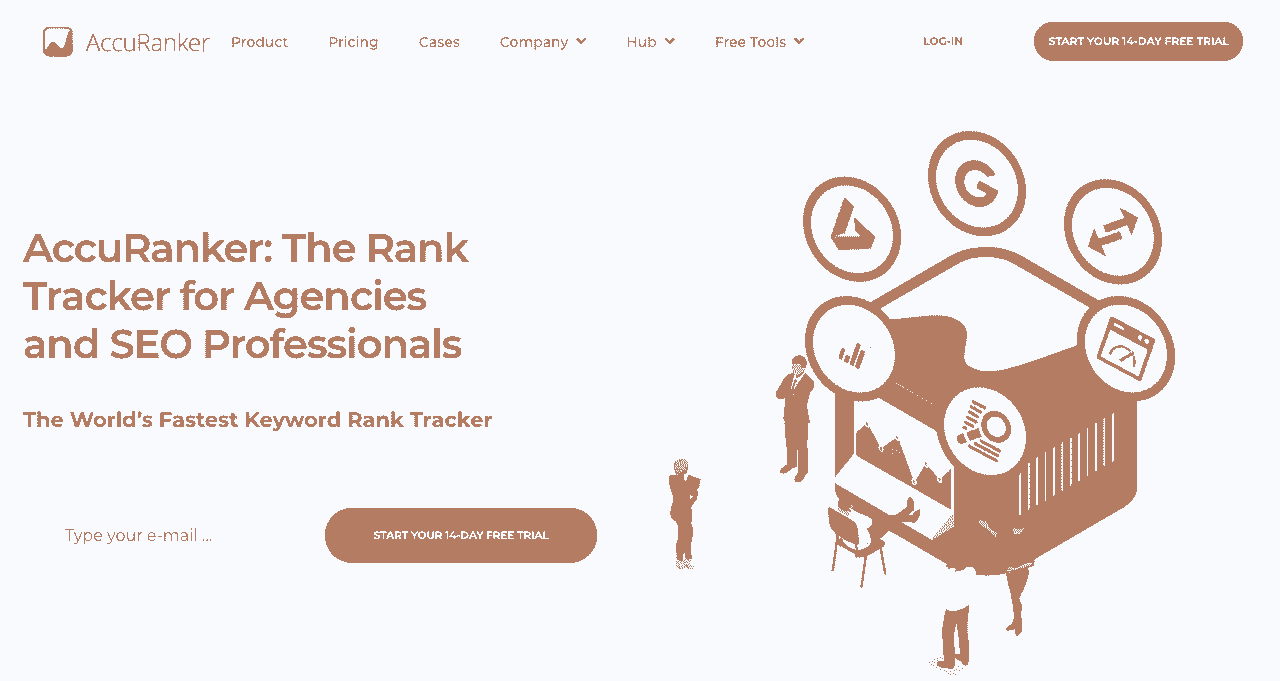 AccuRanker Product Pricing Cases Company Hub Free Tools LOG-IN START YOUR 14-DAY FREE TRIAL
AccuRanker: The Rank
Tracker for Agencies
and SEO Professionals
The World's Fastest Keyword Rank Tracker
Type your e-mail ... START YOUR 14-DAY FREE TRIAL
G